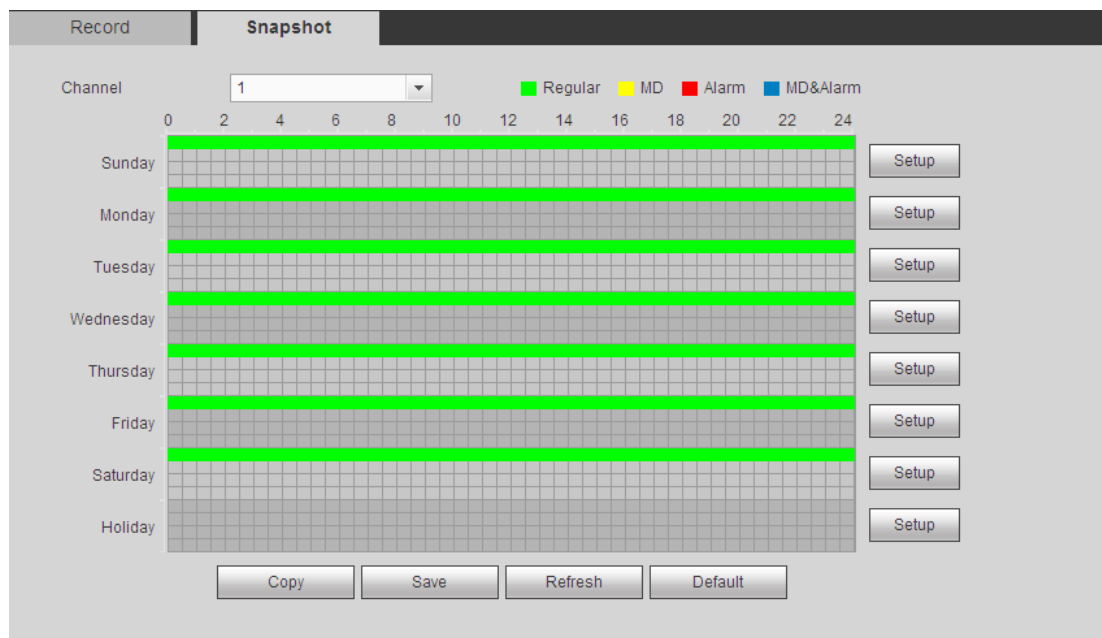 Record Snapshot
Channel 1 Regular MD Alarm MD&Alarm
0 2 4 6 8 10 12 14 16 18 20 22 24
Sunday Setup
Monday Setup
Tuesday Setup
Wednesday Setup
Thursday Setup
Friday Setup
Saturday Setup
Holiday Setup
Copy Save Refresh Default